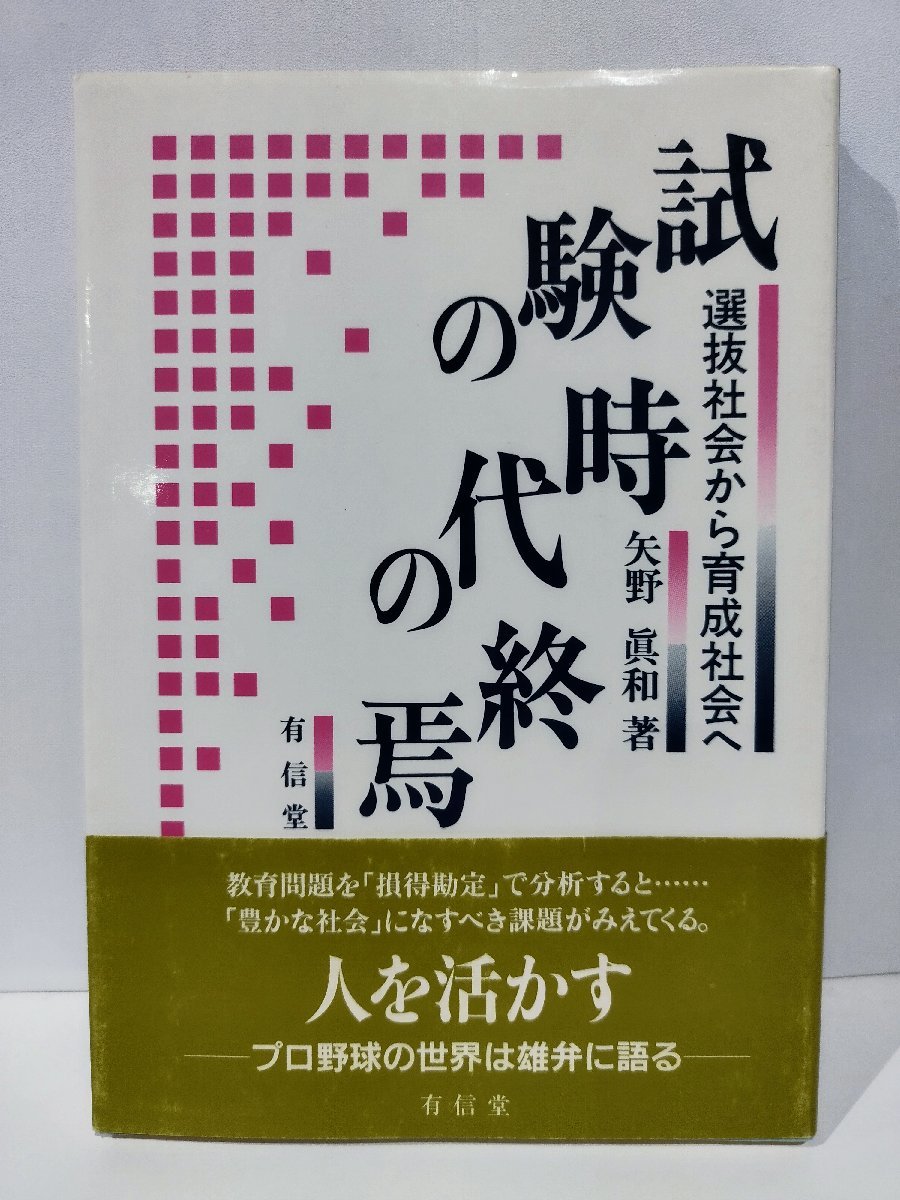 試験の時代の終焉
選抜社会から育成社会へ
矢野 眞和 著
有信堂
教育問題を「損得勘定」で分析すると……
「豊かな社会」になすべき課題がみえてくる。
人を活かす
プロ野球の世界は雄弁に語る
有信堂